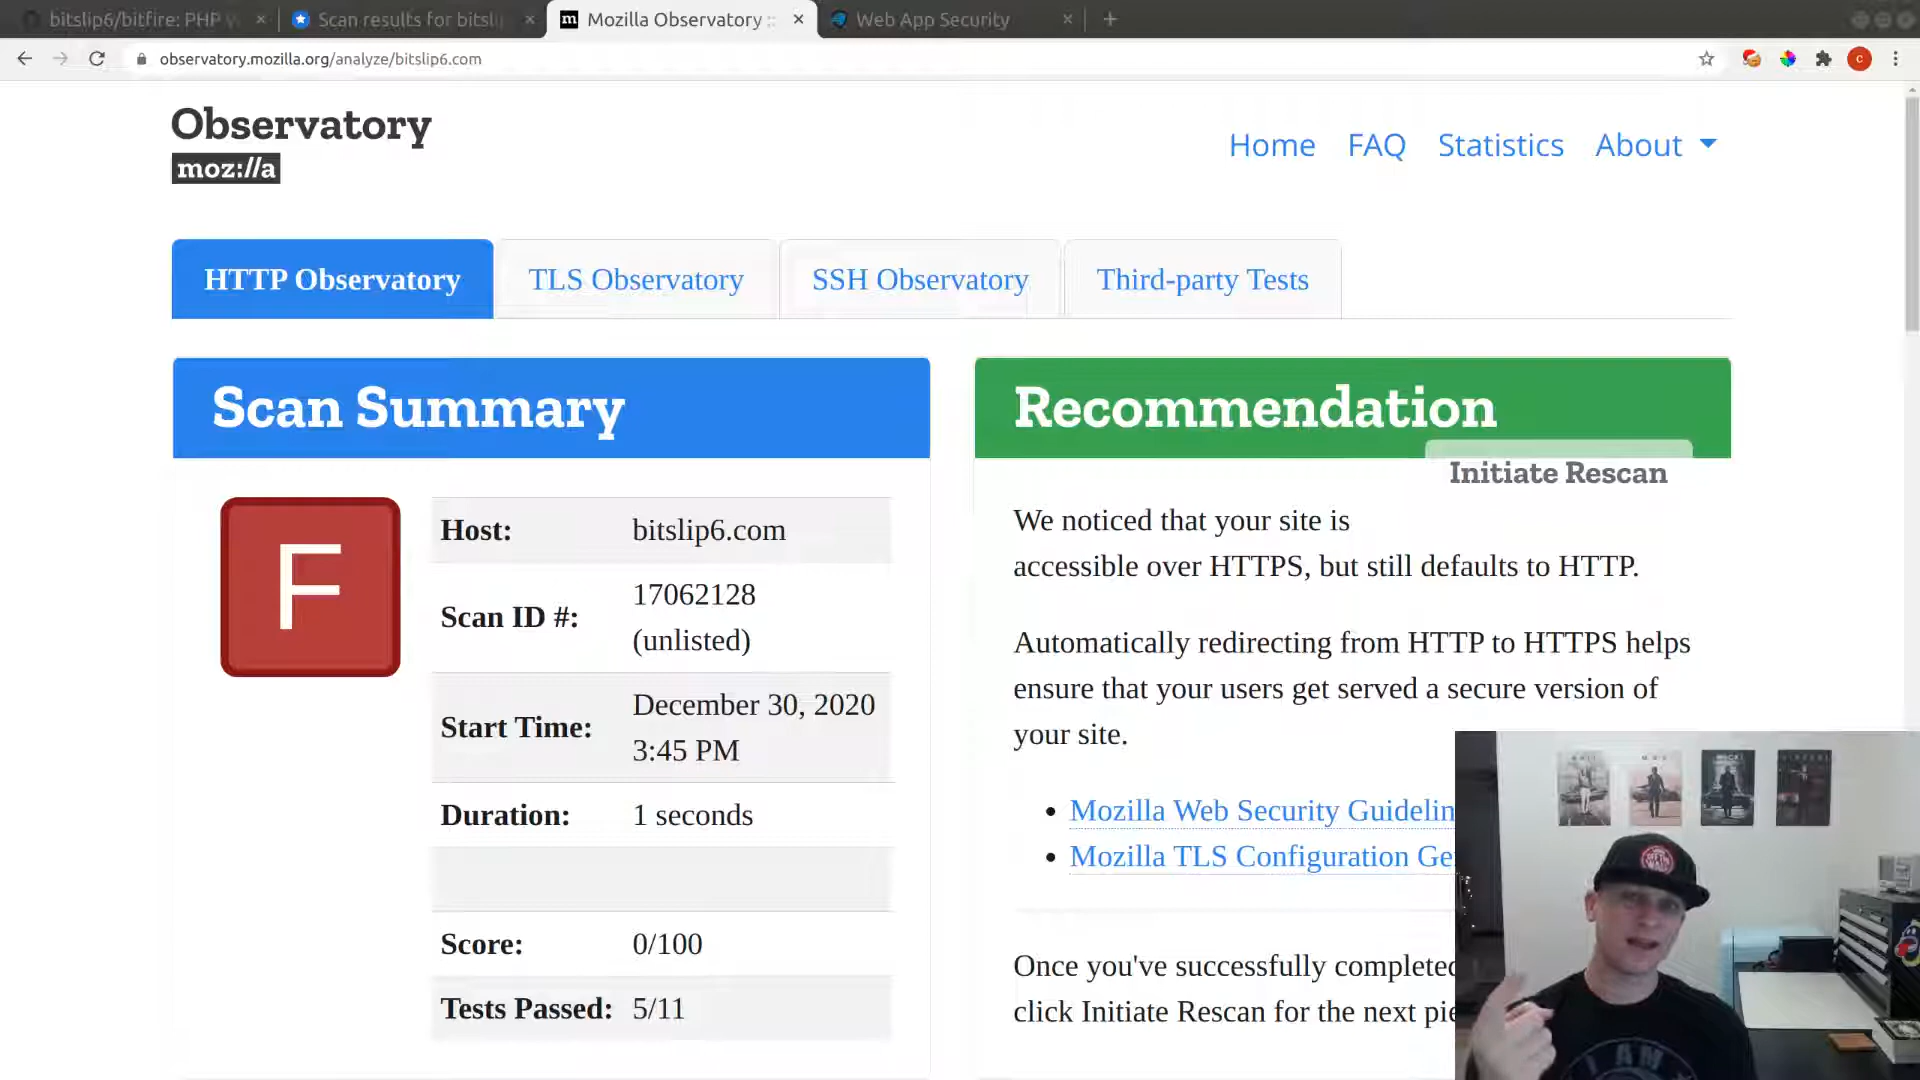 bitslip6/bitfire: PHP
Scan results for bitsli
Mozilla Observatory ::
Web App Security
observatory.mozilla.org/analyze/bitslip6.com
C
Observatory
moz://a
Home
FAQ
Statistics
About
HTTP Observatory
TLS Observatory
SSH Observatory
Third-party Tests
Scan Summary
F
Host: bitslip6.com
Scan ID #: 17062128
(unlisted)
Start Time: December 30, 2020
3:45 PM
Duration: 1 seconds
Score: 0/100
Tests Passed: 5/11
Recommendation
Initiate Rescan
We noticed that your site is
accessible over HTTPS, but still defaults to HTTP.
Automatically redirecting from HTTP to HTTPS helps
ensure that your users get served a secure version of
your site.
Mozilla Web Security Guidelin
Mozilla TLS Configuration Ge
Once you've successfully completed
click Initiate Rescan for the next pie
I AM